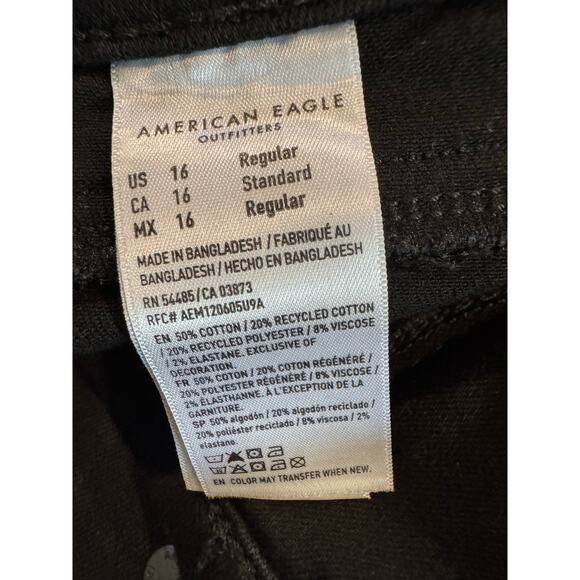 AMERICAN EAGLE
OUTFITTERS
US 16 Regular
CA 16 Standard
MX 16 Regular
MADE IN BANGLADESH / FABRIQUÉ AU
BANGLADESH / HECHO EN BANGLADESH
RN 54485 / CA 03873
RFC# AEM120605U9A
EN 50% COTTON / 20% RECYCLED COTTON
/ 20% RECYCLED POLYESTER / 8% VISCOSE
/ 2% ELASTANE. EXCLUSIVE OF
DECORATION.
FR 50% COTON / 20% COTON RÉGÉNÉRÉ /
20% POLYESTER RÉGÉNÉRÉ / 8% VISCOSE /
2% ÉLASTHANNE. À L'EXCEPTION DE LA
GARNITURE.
SP 50% algodón / 20% algodón reciclado /
20% poliéster reciclado / 8% viscosa / 2%
elastano.
EN COLOR MAY TRANSFER WHEN NEW.